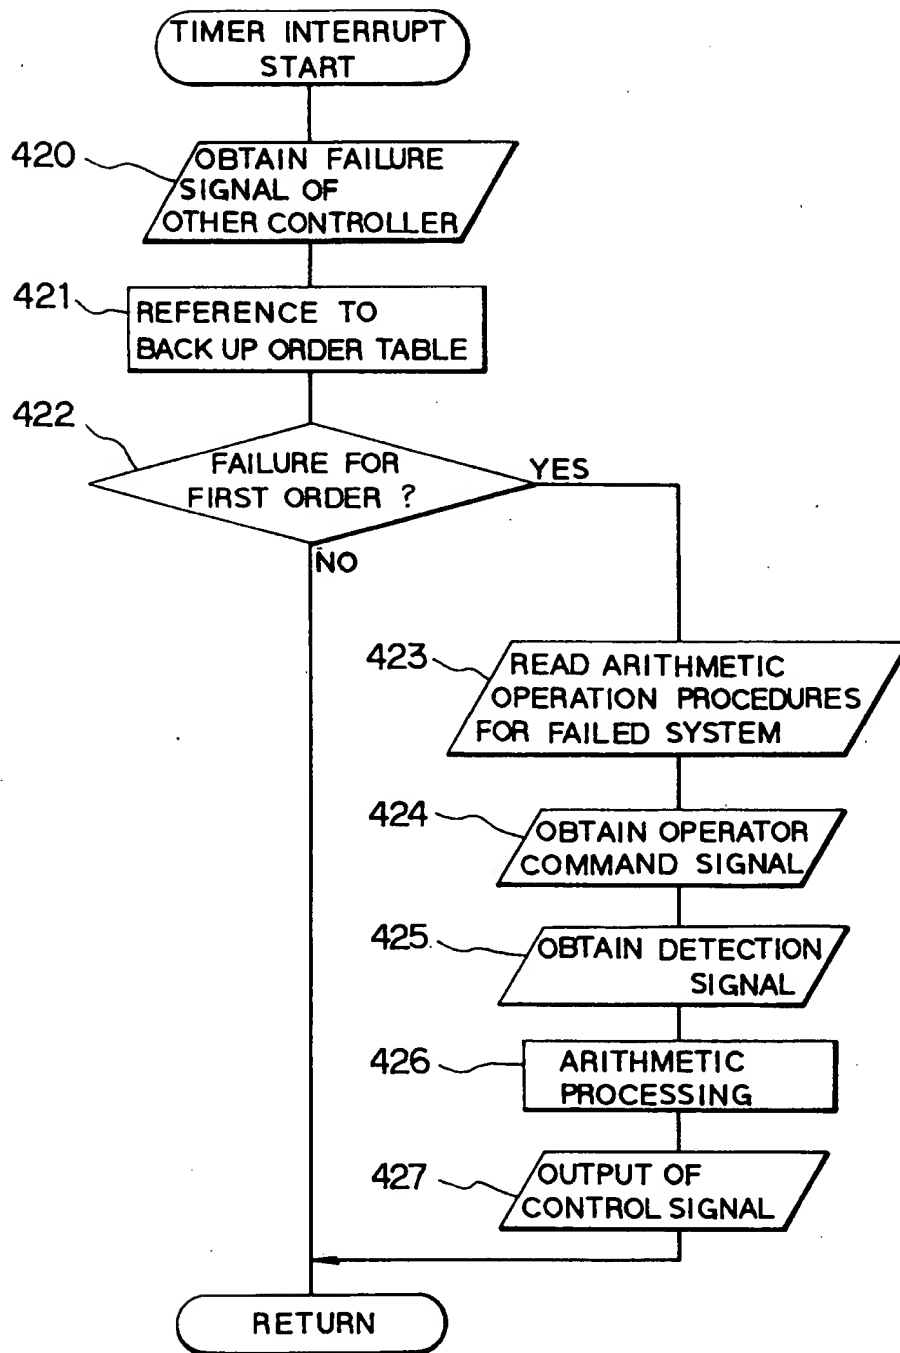 TIMER INTERRUPT
START
420
OBTAIN FAILURE
SIGNAL OF
OTHER CONTROLLER
421
REFERENCE TO
BACK UP ORDER TABLE
422
FAILURE FOR
FIRST ORDER ?
YES
NO
423
READ ARITHMETIC
OPERATION PROCEDURES
FOR FAILED SYSTEM
424
OBTAIN OPERATOR
COMMAND SIGNAL
425
OBTAIN DETECTION
SIGNAL
426
ARITHMETIC
PROCESSING
427
OUTPUT OF
CONTROL SIGNAL
RETURN